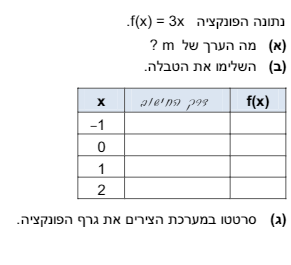 נתונה הפונקציה f(x) = 3x.
(א) מה הערך של m ?
(ב) השלימו את הטבלה.
x דרך החישוב f(x)
–1
0
1
2
(ג) סרטטו במערכת הצירים את גרף הפונקציה.